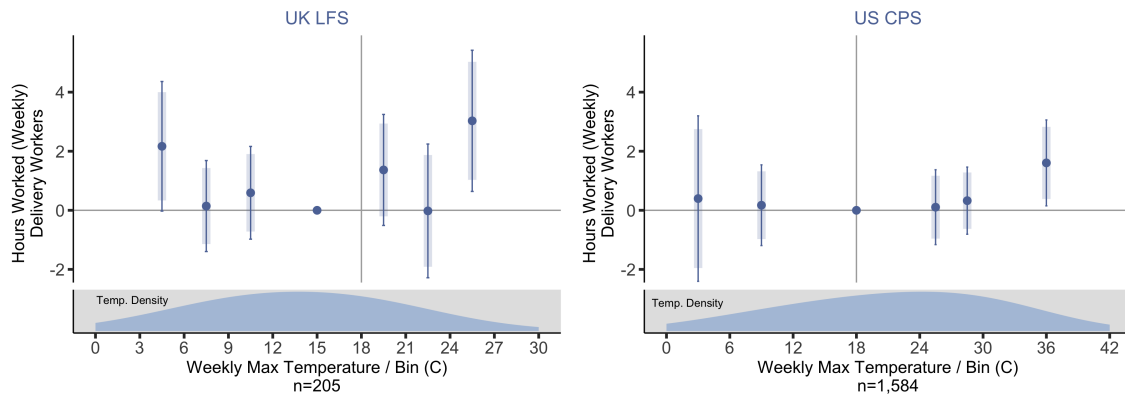 UK LFS
Hours Worked (Weekly)
Delivery Workers
4
2
0
-2
Temp. Density
0 3 6 9 12 15 18 21 24 27 30
Weekly Max Temperature / Bin (C)
n=205
US CPS
Hours Worked (Weekly)
Delivery Workers
4
2
0
-2
Temp. Density
0 6 12 18 24 30 36 42
Weekly Max Temperature / Bin (C)
n=1,584